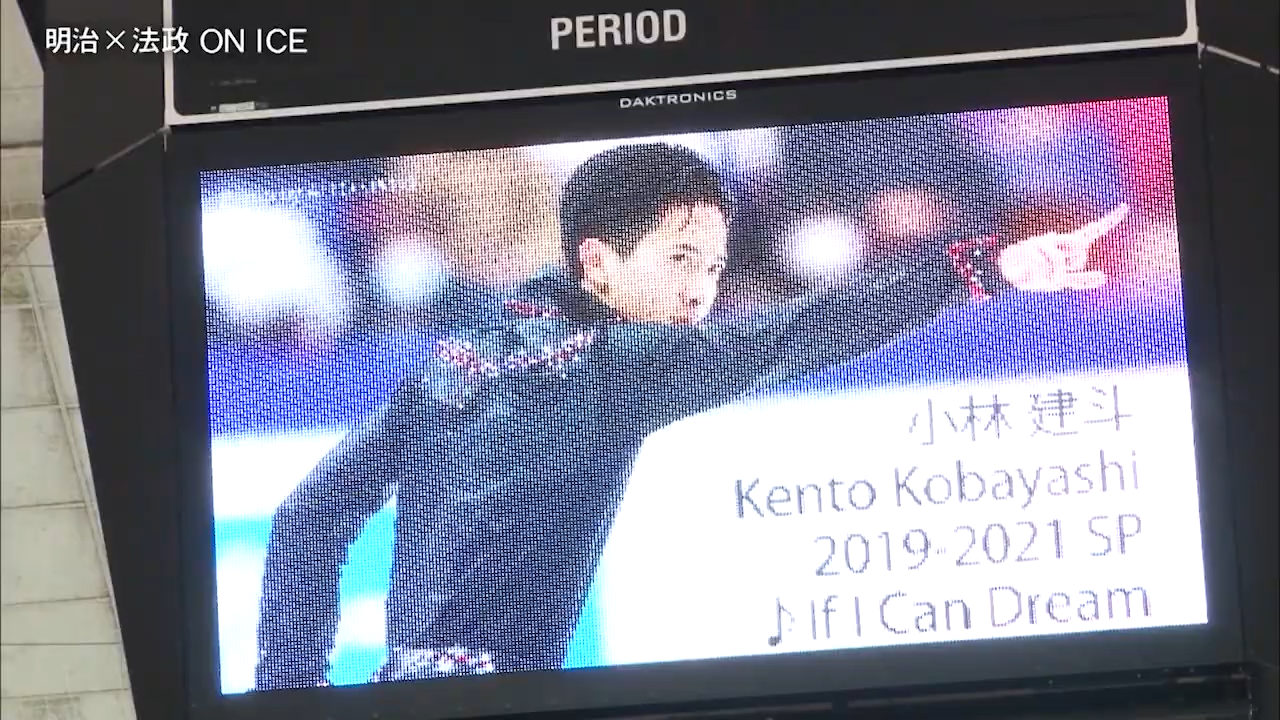 明治×法政 ON ICE
PERIOD
DAKTRONICS
小林 建斗
Kento Kobayashi
2019-2021 SP
♪If I Can Dream